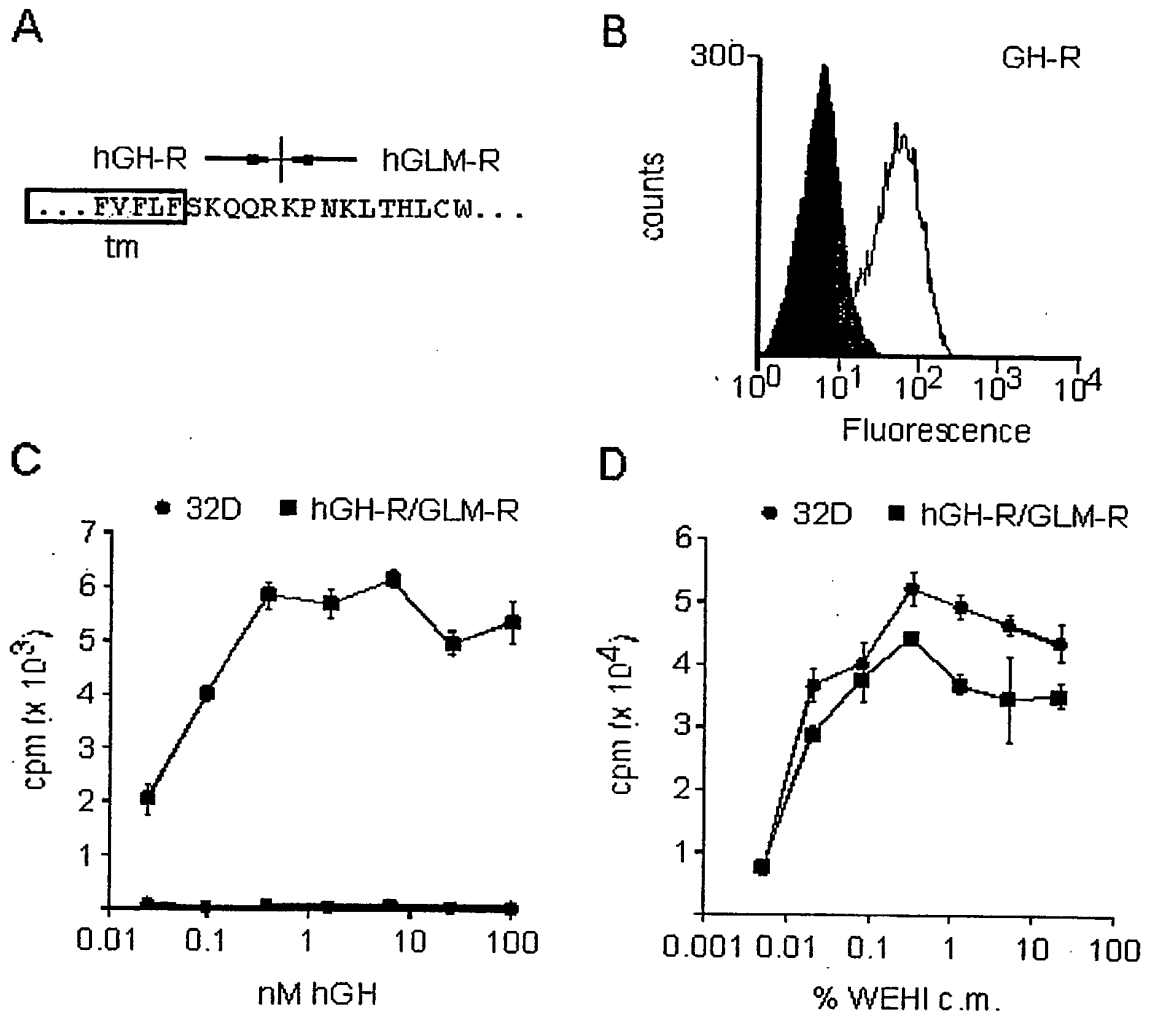 A
hGH-R hGLM-R
...FVFLFSKQQRKPNKLTHLCW...
tm
B
300
GH-R
counts
10^0 10^1 10^2 10^3 10^4
Fluorescence
C
32D hGH-R/GLM-R
7
6
5
4
3
2
1
cpm (x 10^3)
0.01 0.1 1 10 100
nM hGH
D
32D hGH-R/GLM-R
6
5
4
3
2
1
cpm (x 10^4)
0.001 0.01 0.1 1 10 100
% WEHI c.m.